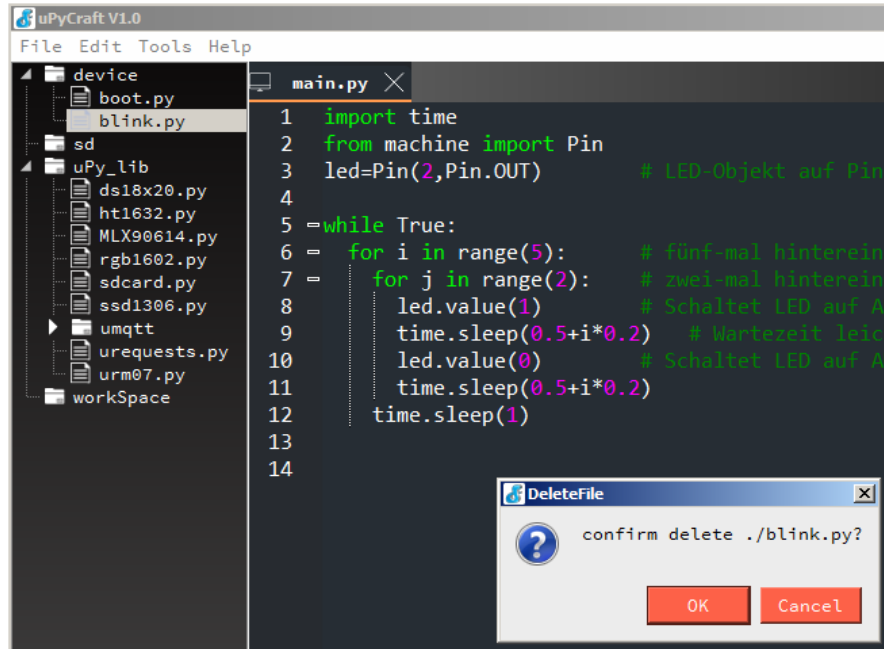 uPyCraft V1.0
File Edit Tools Help
device
boot.py
blink.py
sd
uPy_lib
ds18x20.py
ht1632.py
MLX90614.py
rgb1602.py
sdcard.py
ssd1306.py
umqtt
urequests.py
urm07.py
workSpace
main.py
1 import time
2 from machine import Pin
3 led=Pin(2,Pin.OUT) # LED-Objekt auf Pin
4
5 while True:
6 for i in range(5): # fünf-mal hinterein
7 for j in range(2): # zwei-mal hinterein
8 led.value(1) # Schaltet LED auf A
9 time.sleep(0.5+i*0.2) # Wartezeit leic
10 led.value(0) # Schaltet LED auf A
11 time.sleep(0.5+i*0.2)
12 time.sleep(1)
13
14
DeleteFile
confirm delete ./blink.py?
OK Cancel